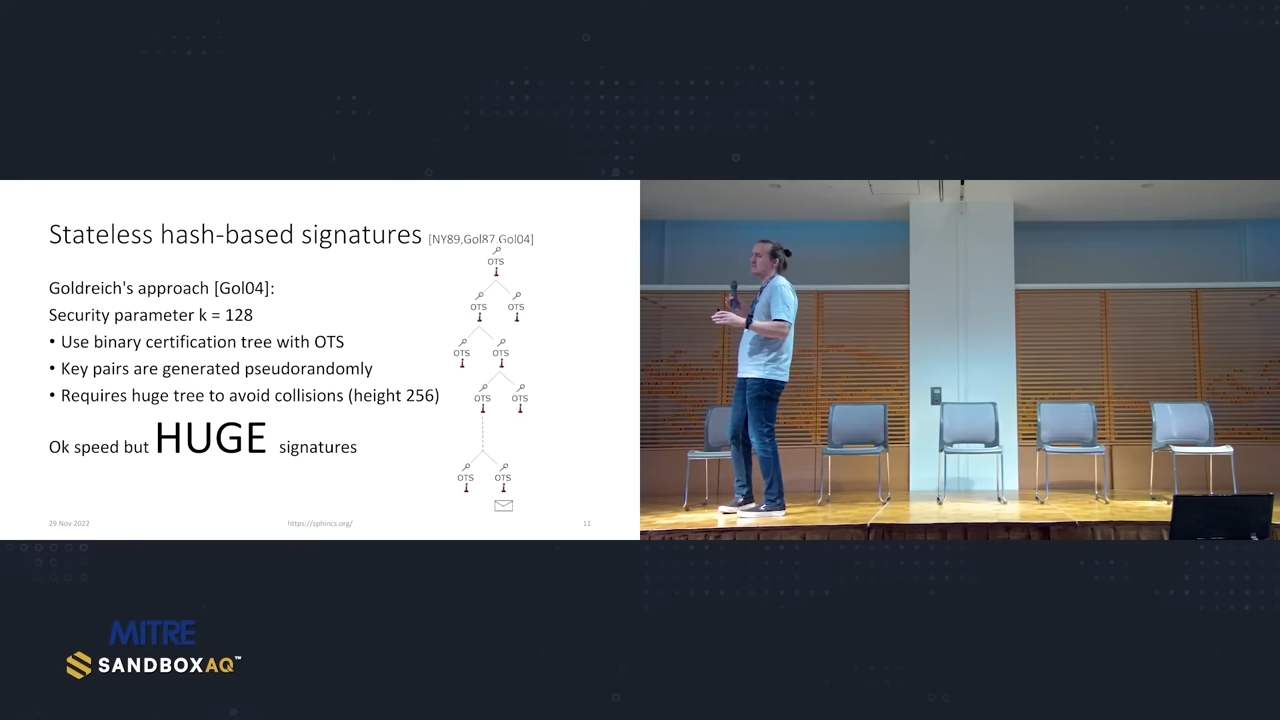 Stateless hash-based signatures [NY89,Gol87,Gol04]
Goldreich's approach [Gol04]:
Security parameter k = 128
• Use binary certification tree with OTS
• Key pairs are generated pseudorandomly
• Requires huge tree to avoid collisions (height 256)
Ok speed but HUGE signatures
OTS
OTS OTS
OTS OTS
OTS OTS
OTS OTS
29 Nov 2022 https://sphincs.org/ 11
MITRE
SANDBOXAQ™